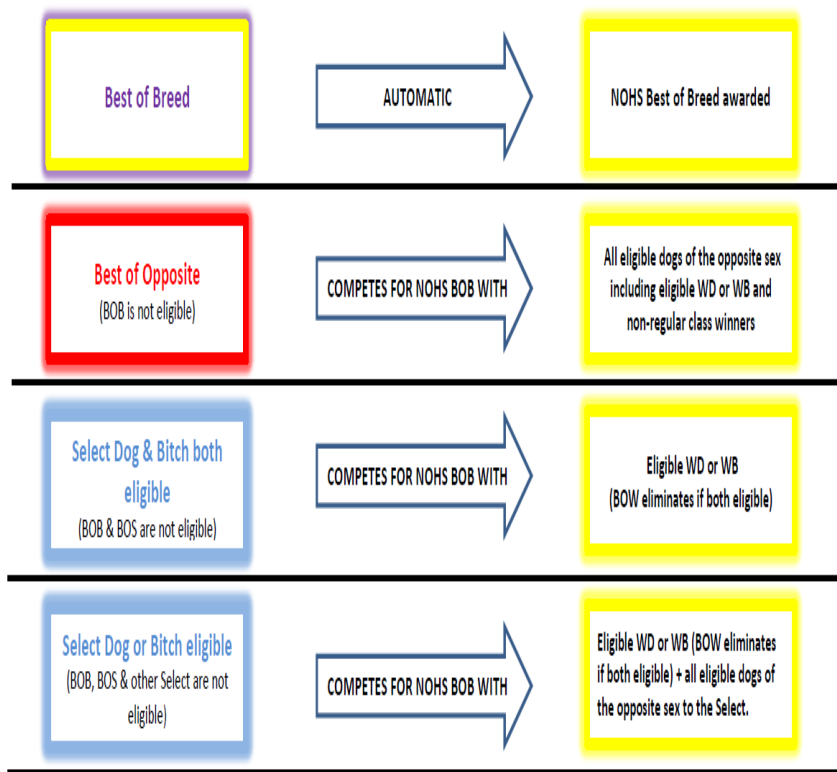 Best of Breed
AUTOMATIC
NOHS Best of Breed awarded
Best of Opposite
(BOB is not eligible)
COMPETES FOR NOHS BOB WITH
All eligible dogs of the opposite sex
including eligible WD or WB and
non-regular class winners
Select Dog & Bitch both
eligible
(BOB & BOS are not eligible)
COMPETES FOR NOHS BOB WITH
Eligible WD or WB
(BOW eliminates if both eligible)
Select Dog or Bitch eligible
(BOB, BOS & other Select are not
eligible)
COMPETES FOR NOHS BOB WITH
Eligible WD or WB (BOW eliminates
if both eligible) + all eligible dogs of
the opposite sex to the Select.